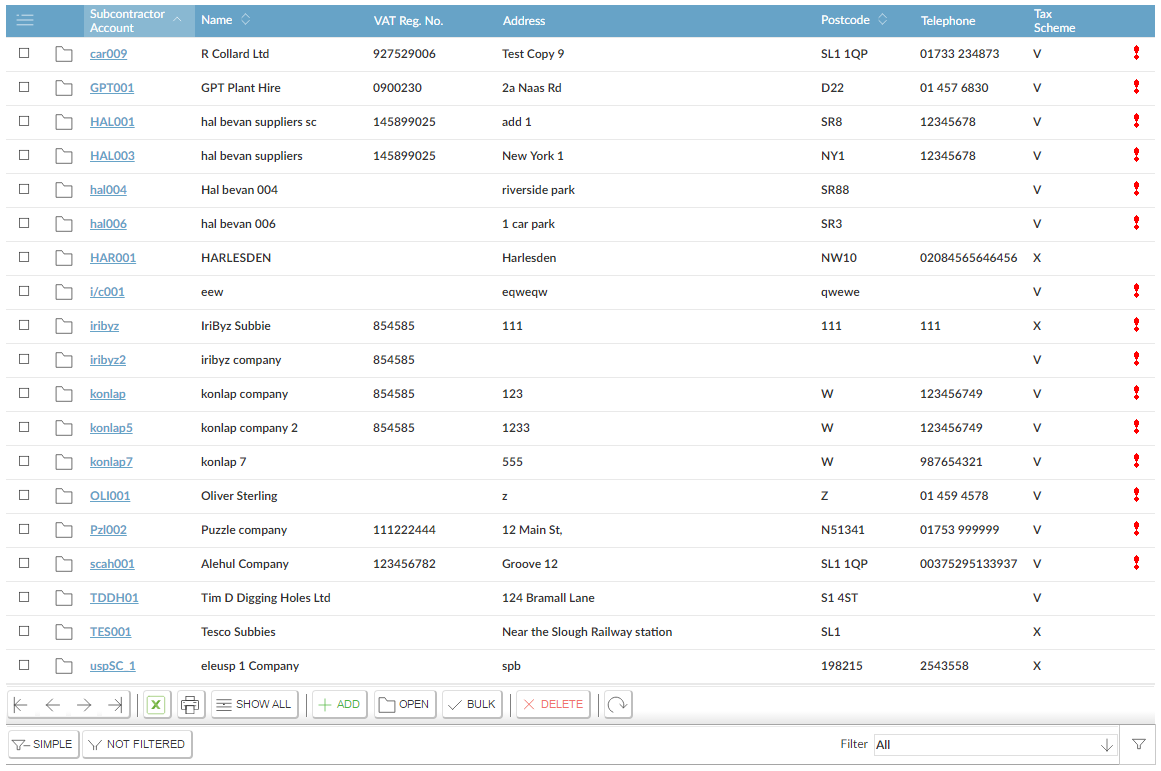 Subcontractor Account Name VAT Reg. No. Address Postcode Telephone Tax Scheme
car009 R Collard Ltd 927529006 Test Copy 9 SL1 1QP 01733 234873 V
GPT001 GPT Plant Hire 0900230 2a Naas Rd D22 01 457 6830 V
HAL001 hal bevan suppliers sc 145899025 add 1 SR8 12345678 V
HAL003 hal bevan suppliers 145899025 New York 1 NY1 12345678 V
hal004 Hal bevan 004 riverside park SR88 V
hal006 hal bevan 006 1 car park SR3 V
HAR001 HARLESDEN Harlesden NW10 02084565646456 X
i/c001 eew eqweqw qwewe V
iribyz IriByz Subbie 854585 111 111 111 X
iribyz2 iribyz company 854585 V
konlap konlap company 854585 123 W 123456749 V
konlap5 konlap company 2 854585 1233 W 123456749 V
konlap7 konlap 7 555 W 987654321 V
OLI001 Oliver Sterling z Z 01 459 4578 V
Pzl002 Puzzle company 111222444 12 Main St, N51341 01753 999999 V
scah001 Alehul Company 123456782 Groove 12 SL1 1QP 00375295133937 V
TDDH01 Tim D Digging Holes Ltd 124 Bramall Lane S1 4ST V
TES001 Tesco Subbies Near the Slough Railway station SL1 X
uspSC_1 eleusp 1 Company spb 198215 2543558 X
SHOW ALL ADD OPEN BULK DELETE
SIMPLE NOT FILTERED Filter All